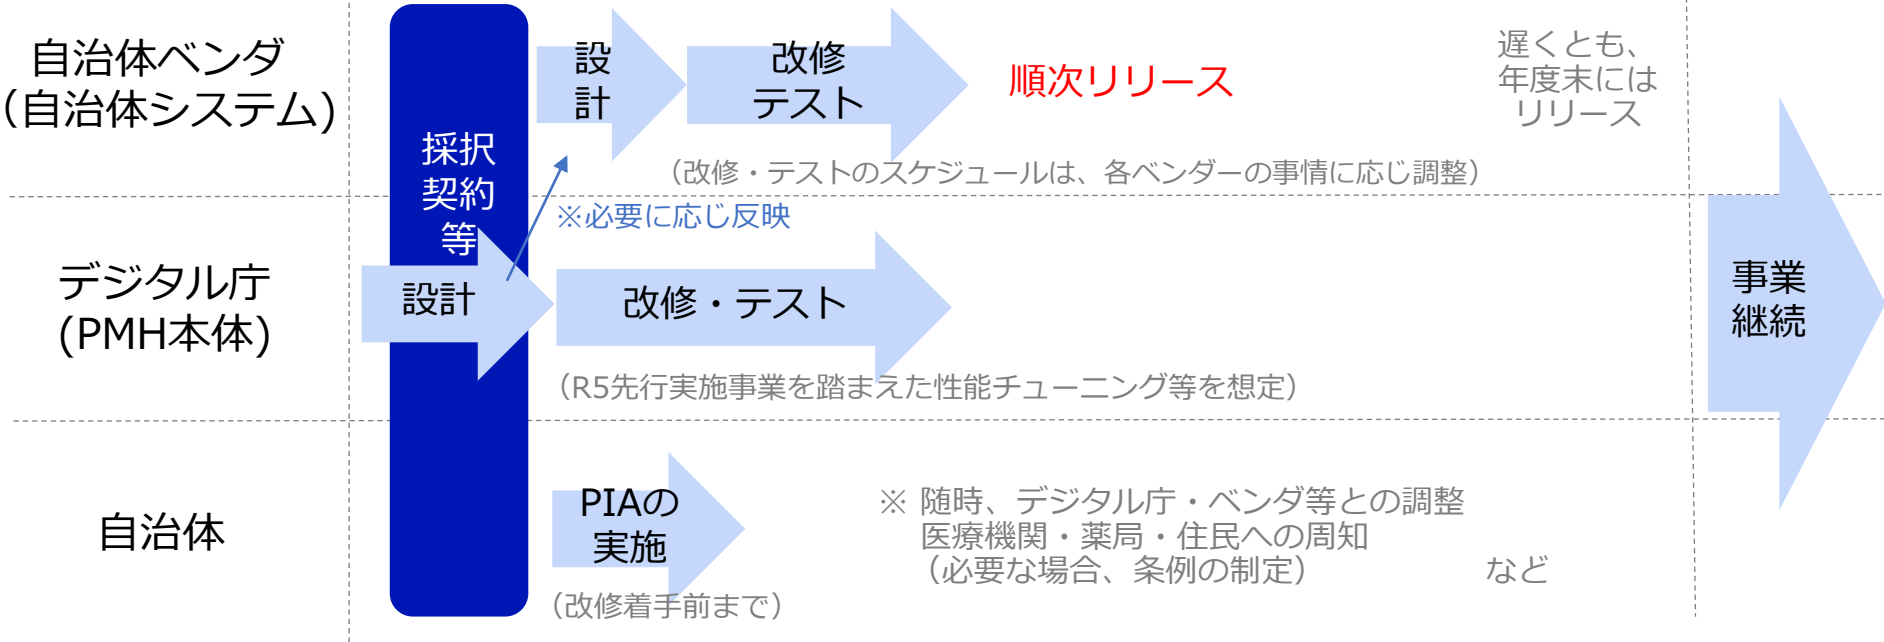 自治体ベンダ
（自治体システム）
採択
契約
等
設
計
改修
テスト
順次リリース
遅くとも、
年度末には
リリース
（改修・テストのスケジュールは、各ベンダーの事情に応じ調整）
※必要に応じ反映
デジタル庁
(PMH本体)
設計
改修・テスト
（R5先行実施事業を踏まえた性能チューニング等を想定）
事業
継続
自治体
PIAの
実施
（改修着手前まで）
※ 随時、デジタル庁・ベンダ等との調整
医療機関・薬局・住民への周知
（必要な場合、条例の制定） など